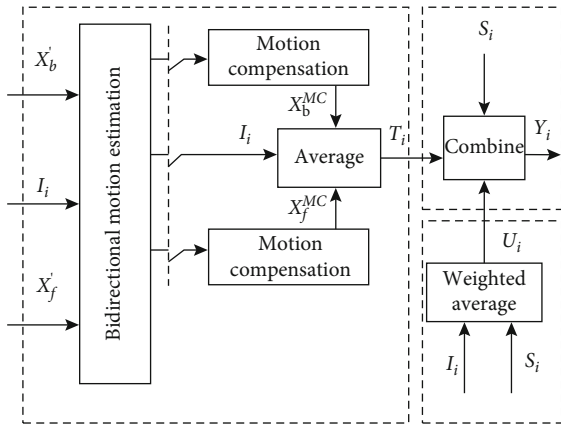 X'_b
I_i
X'_f
Bidirectional motion estimation
Motion
compensation
X_b^{MC}
I_i
Average
X_f^{MC}
Motion
compensation
T_i
S_i
Combine
Y_i
U_i
Weighted
average
I_i
S_i